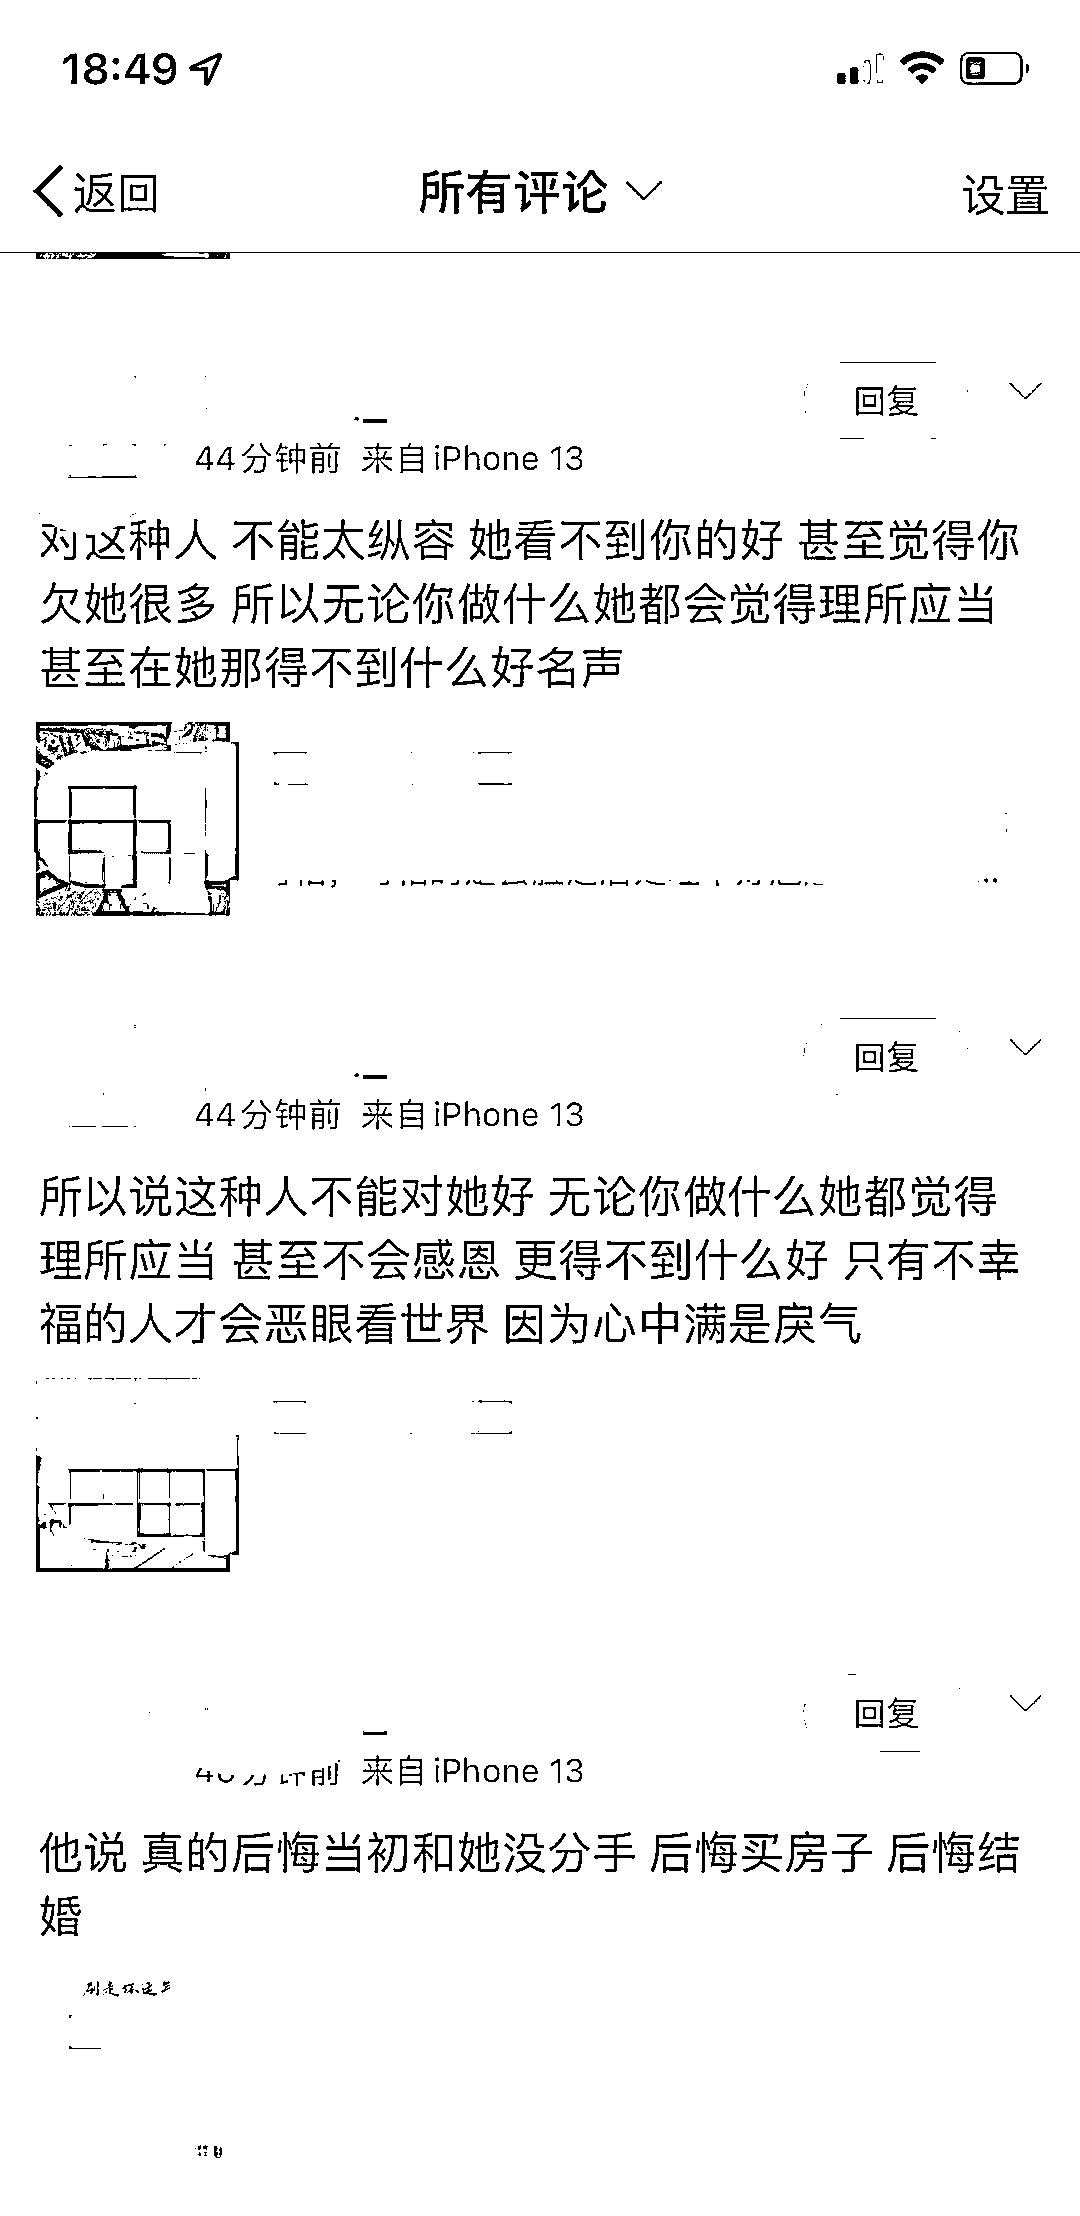 18:49
返回
所有评论
设置
回复
44分钟前 来自iPhone 13
对这种人 不能太纵容 她看不到你的好 甚至觉得你
欠她很多 所以无论你做什么她都会觉得理所应当
甚至在她那得不到什么好名声
回复
44分钟前 来自iPhone 13
所以说这种人不能对她好 无论你做什么她都觉得
理所应当 甚至不会感恩 更得不到什么好 只有不幸
福的人才会恶眼看世界 因为心中满是戾气
回复
来自iPhone 13
他说 真的后悔当初和她没分手 后悔买房子 后悔结
婚